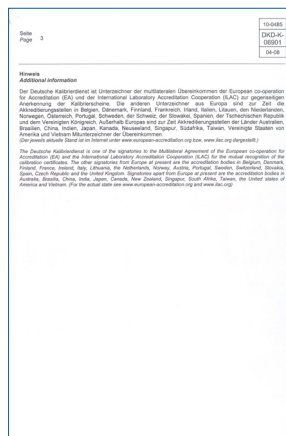 10-0485
Seite
Page 3
DKD-K-
06901
04-08
Hinweis
Additional information
Der Deutsche Kalibrierdienst ist Unterzeichner der multilateralen Übereinkommen der European co-operation
for Accreditation (EA) und der International Laboratory Accreditation Cooperation (ILAC) zur gegenseitigen
Anerkennung der Kalibrierscheine. Die anderen Unterzeichner aus Europa sind zur Zeit die
Akkreditierungsstellen in Belgien, Dänemark, Finnland, Frankreich, Irland, Italien, Litauen, den Niederlanden,
Norwegen, Österreich, Portugal, Schweden, der Schweiz, der Slowakei, Spanien, der Tschechischen Republik
und dem Vereinigten Königreich. Außerhalb Europas sind zur Zeit Akkreditierungsstellen der Länder Australien,
Brasilien, China, Indien, Japan, Kanada, Neuseeland, Singapur, Südafrika, Taiwan, Vereinigte Staaten von
Amerika und Vietnam Mitunterzeichner der Übereinkommen.
(Der jeweils aktuelle Stand ist im Internet unter www.european-accreditation.org bzw. www.ilac.org dargestellt.)
The Deutsche Kalibrierdienst is one of the signatories to the Multilateral Agreement of the European co-operation for
Accreditation (EA) and the International Laboratory Accreditation Cooperation (ILAC) for the mutual recognition of the
calibration certificates. The other signatories from Europe at present are the accreditation bodies in Belgium, Denmark,
Finland, France, Ireland, Italy, Lithuania, the Netherlands, Norway, Austria, Portugal, Sweden, Switzerland, Slovakia,
Spain, Czech Republic and the United Kingdom. Signatories apart from Europe at present are the accreditation bodies in
Australia, Brasilia, China, India, Japan, Canada, New Zealand, Singapur, South Afrika, Taiwan, the United states of
America and Vietnam. (For the actual state see www.european-accreditation.org and www.ilac.org)